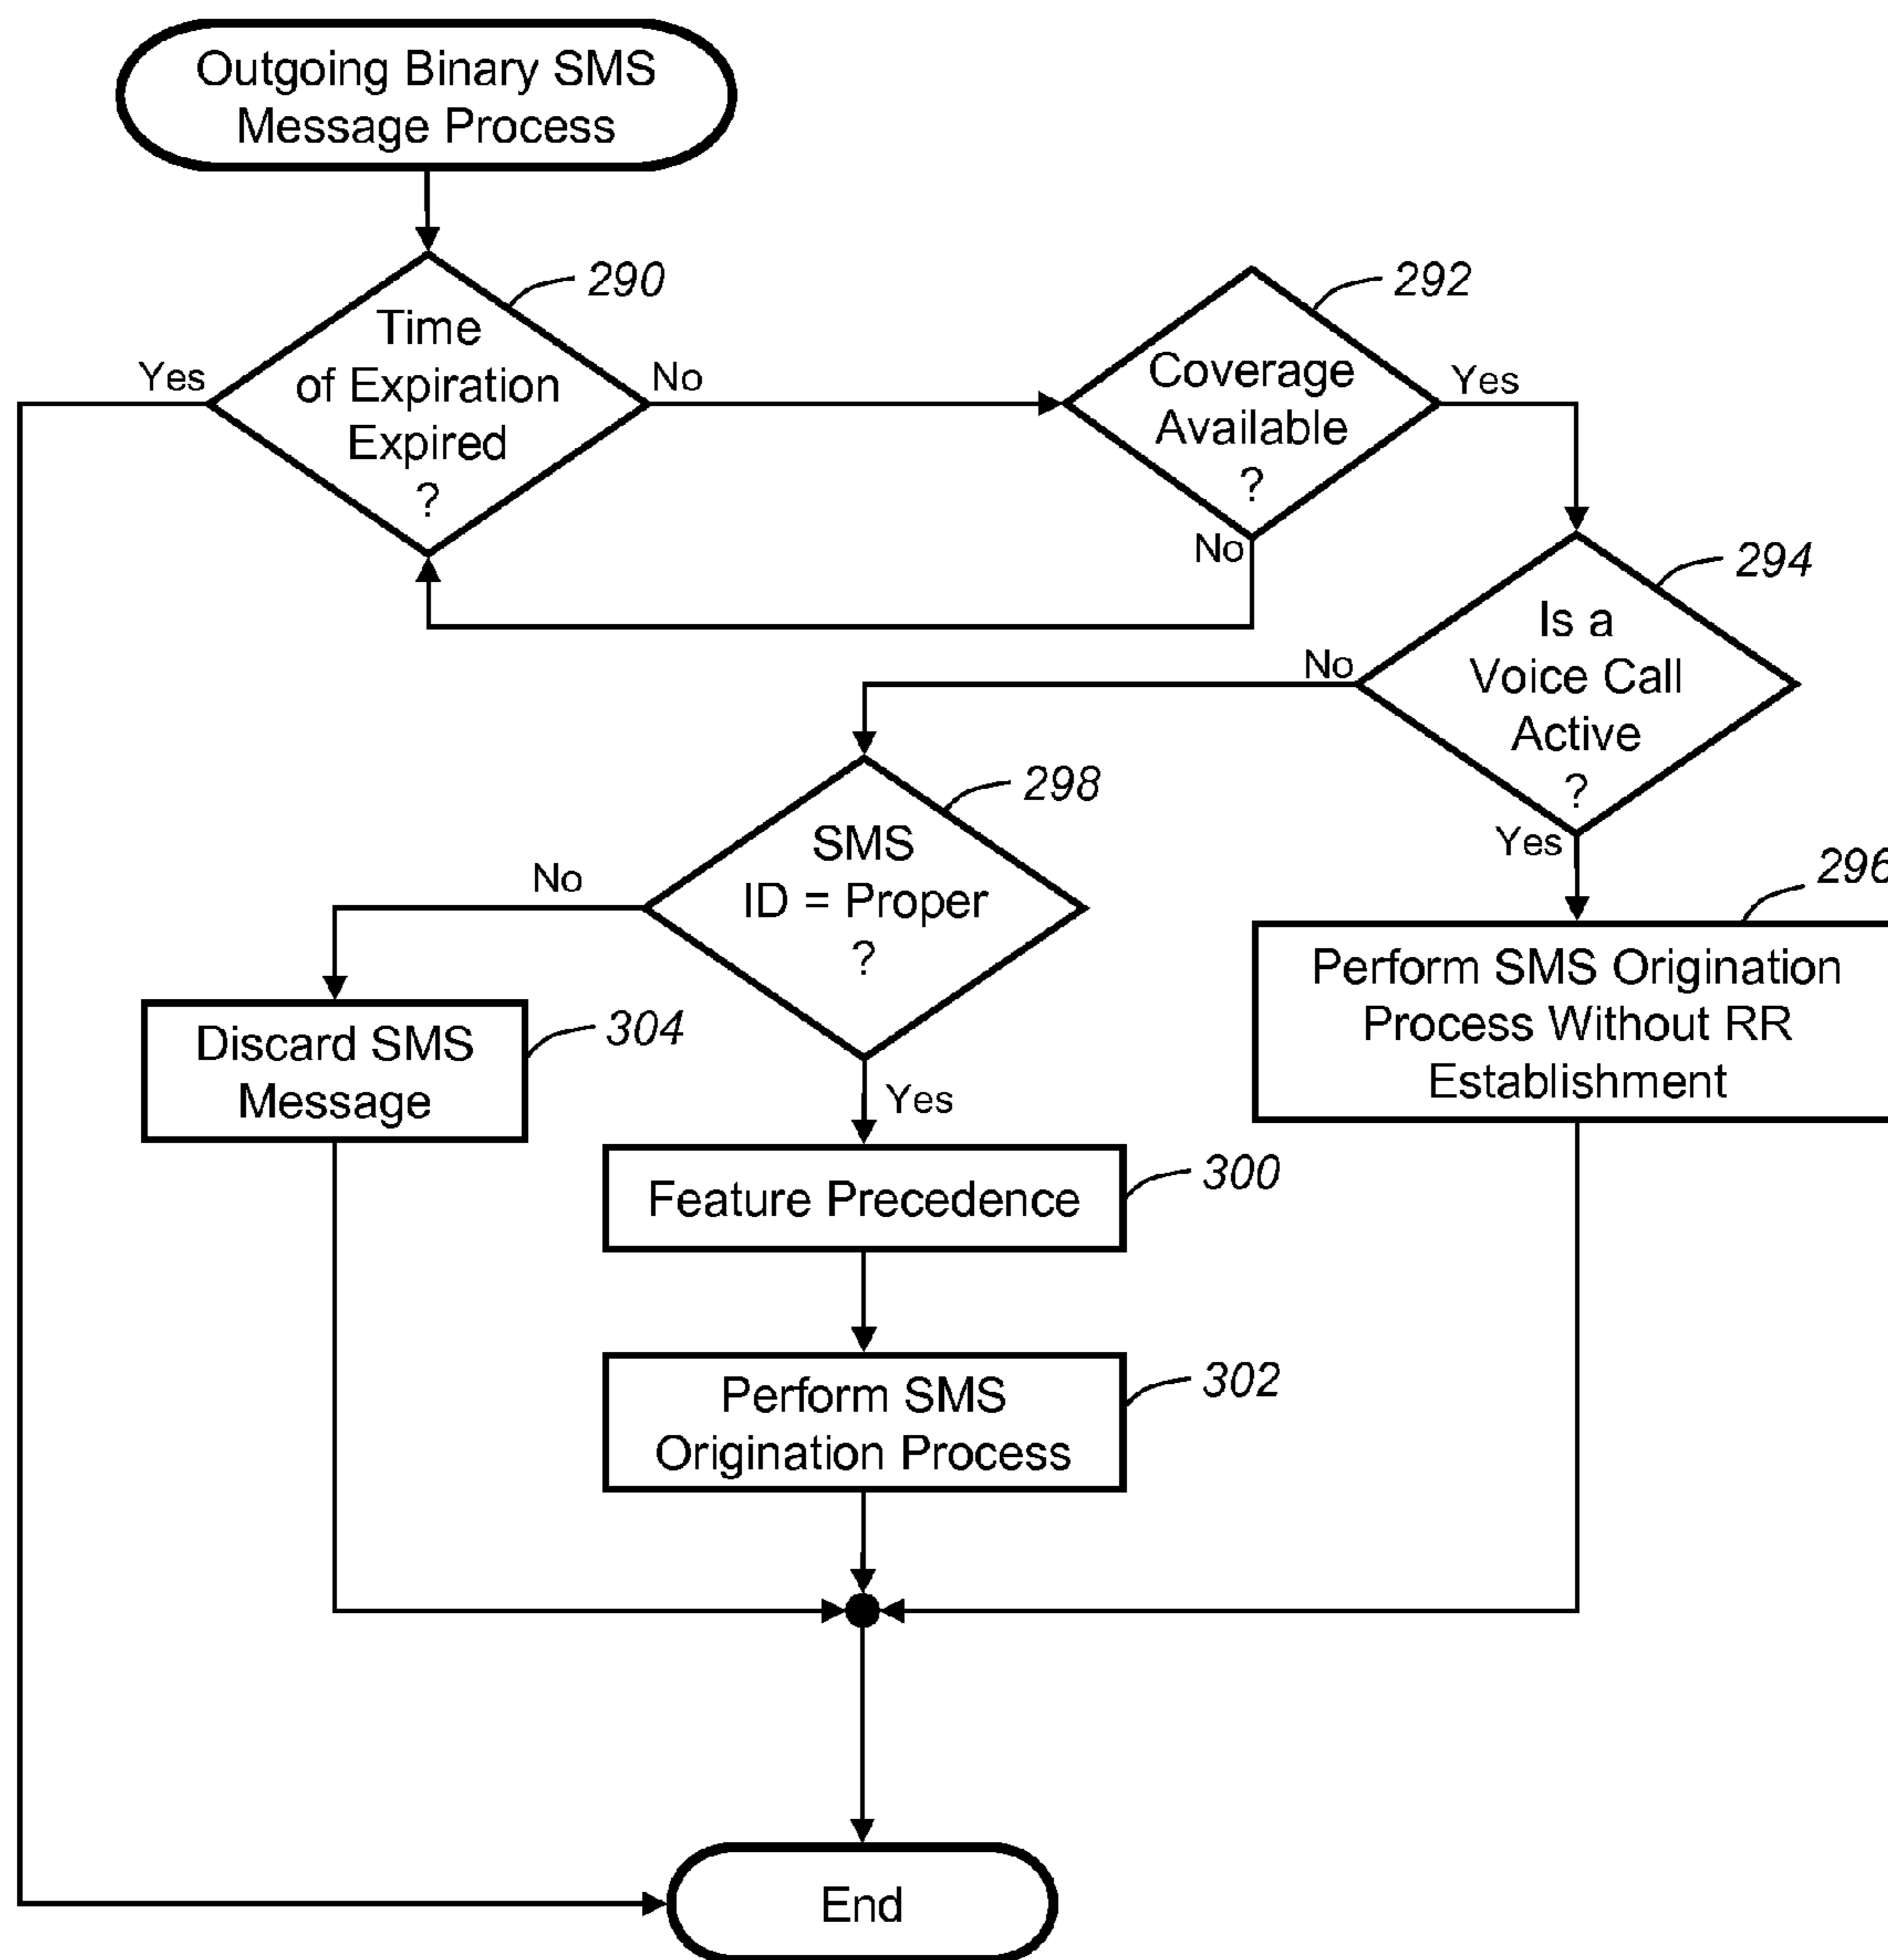 Outgoing Binary SMS
Message Process
290
Time
of Expiration
Expired
?
Yes
No
292
Coverage
Available
?
Yes
No
294
Is a
Voice Call
Active
?
No
Yes
296
Perform SMS Origination
Process Without RR
Establishment
298
SMS
ID = Proper
?
No
Yes
304
Discard SMS
Message
Feature Precedence
300
Perform SMS
Origination Process
302
End